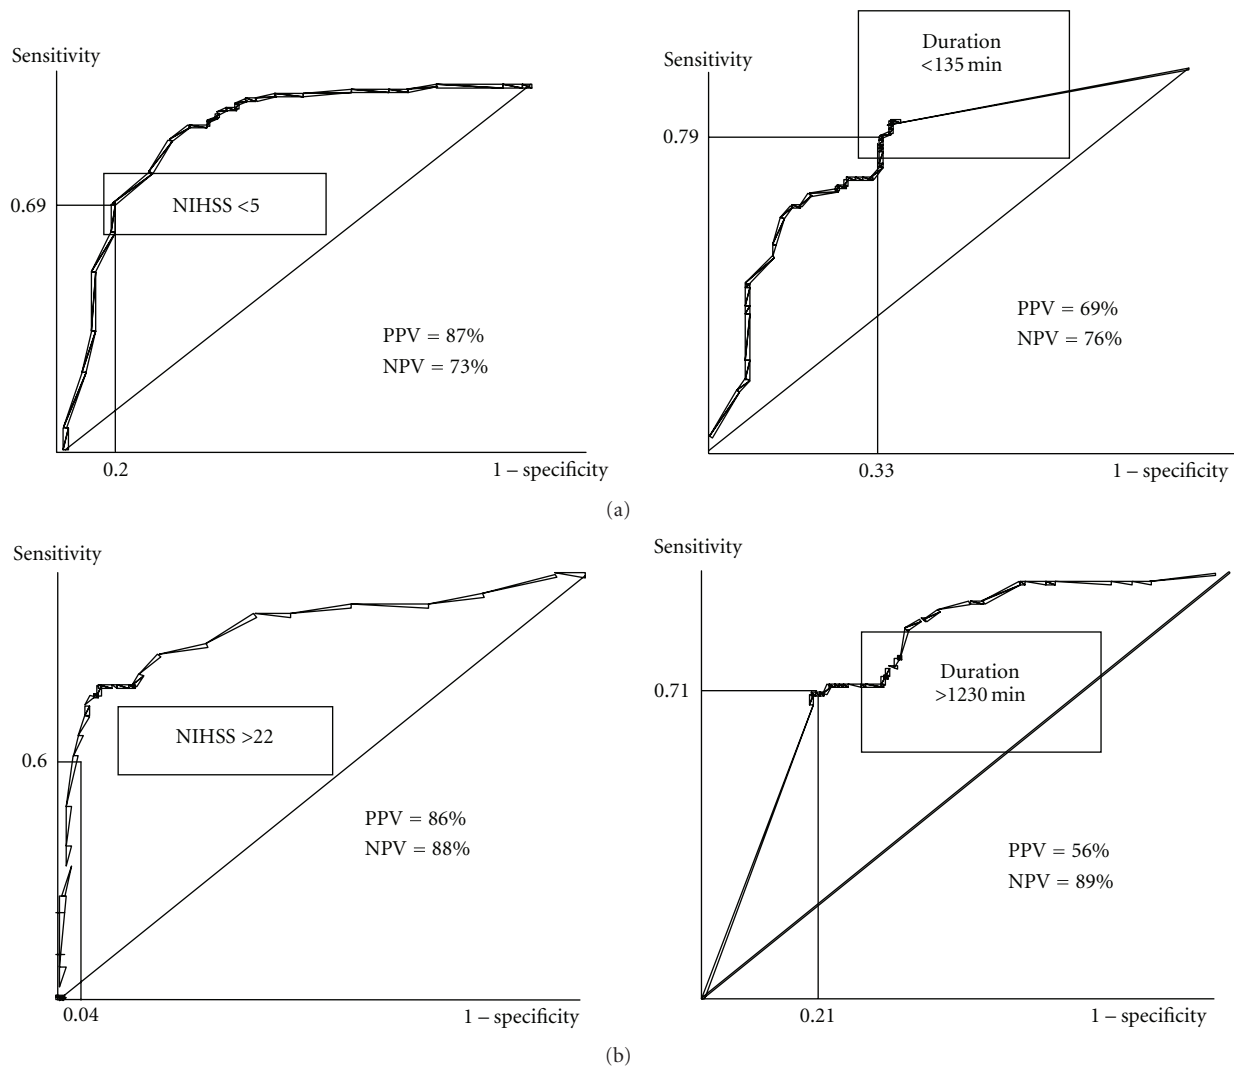 Sensitivity
0.69
NIHSS <5
PPV = 87%
NPV = 73%
0.2
1 − specificity
Sensitivity
Duration
<135 min
0.79
PPV = 69%
NPV = 76%
0.33
1 − specificity
(a)
Sensitivity
0.6
NIHSS >22
PPV = 86%
NPV = 88%
0.04
1 − specificity
Sensitivity
0.71
Duration
>1230 min
PPV = 56%
NPV = 89%
0.21
1 − specificity
(b)